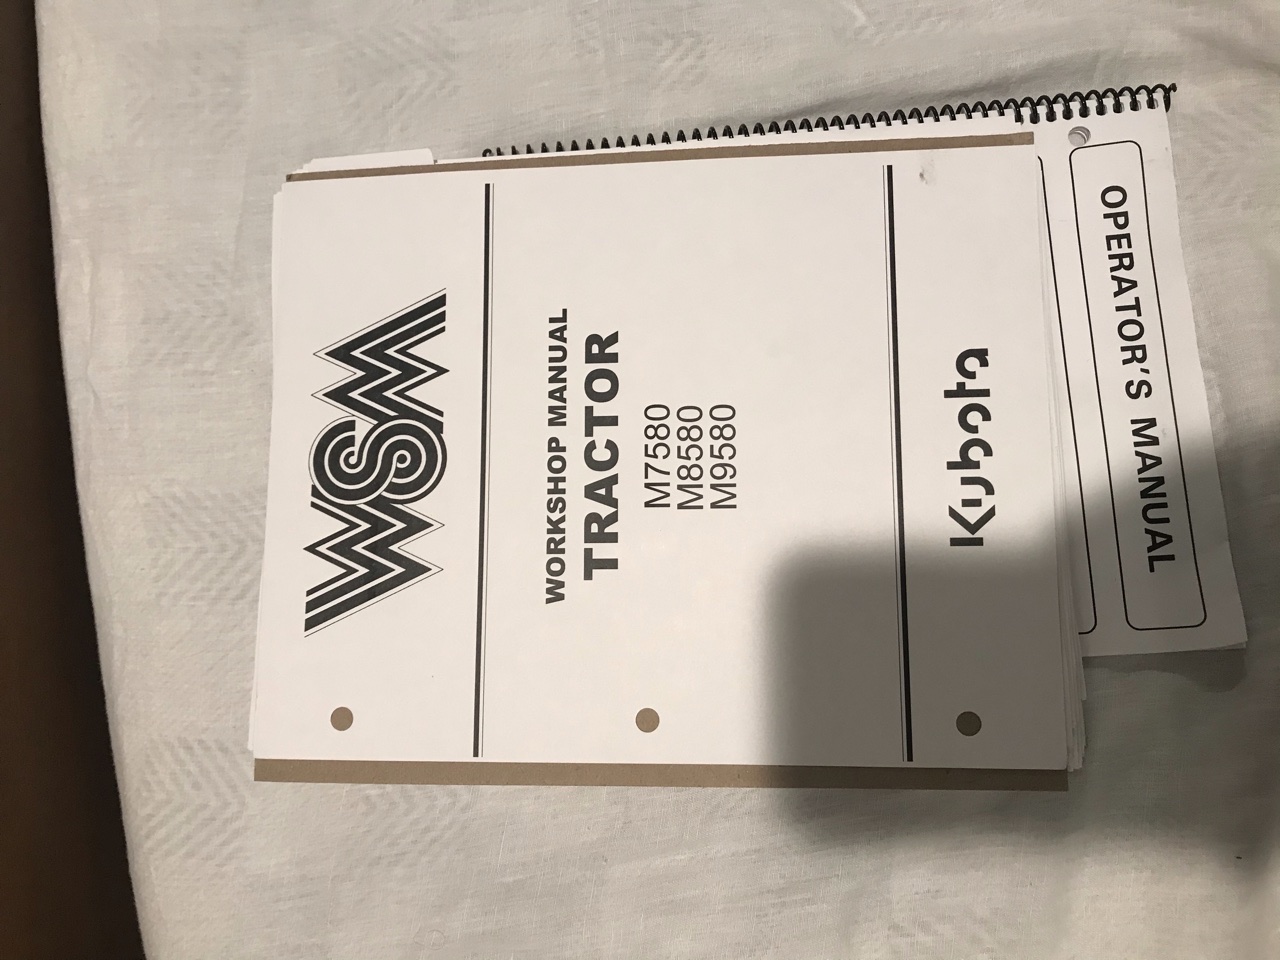 WSM
WORKSHOP MANUAL
TRACTOR
M7580
M8580
M9580
Kubota
OPERATOR'S MANUAL